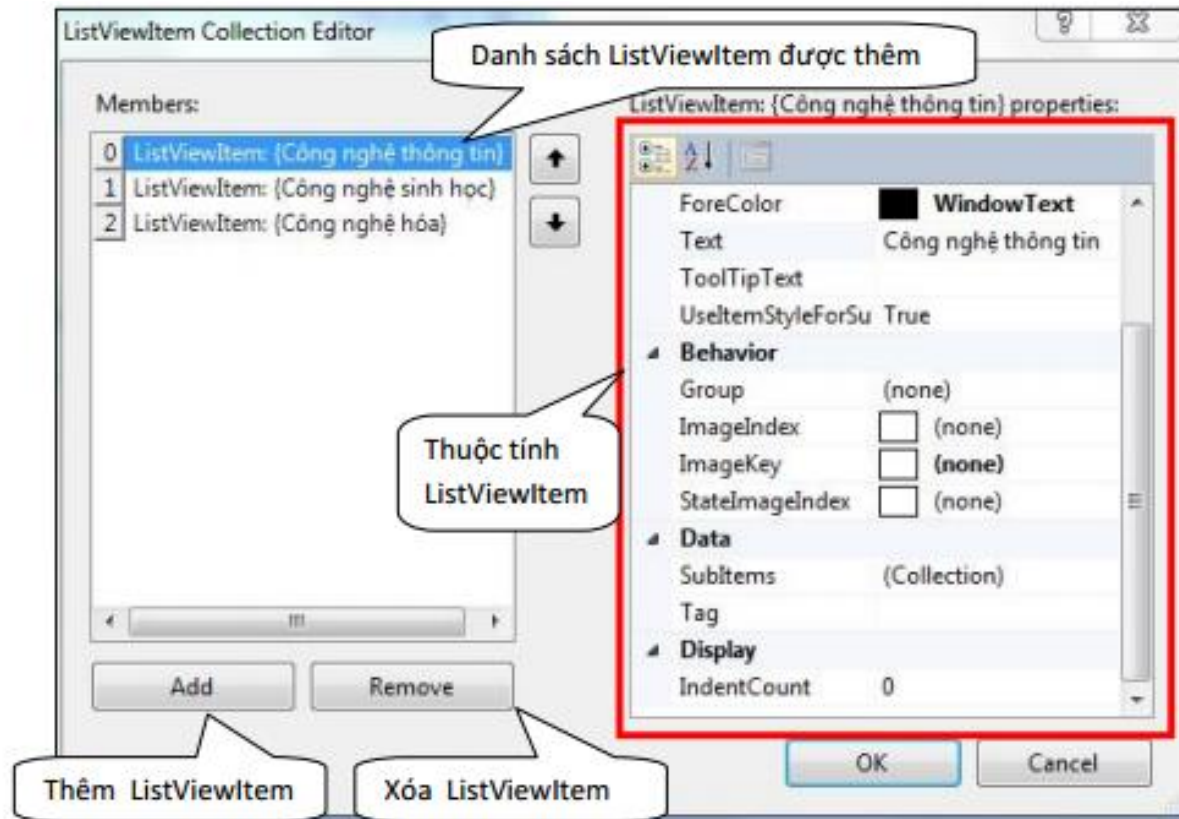 ListViewItem Collection Editor
Danh sách ListViewItem được thêm
Members:
ListViewItem: {Công nghệ thông tin} properties:
0 ListViewItem: {Công nghệ thông tin}
1 ListViewItem: {Công nghệ sinh học}
2 ListViewItem: {Công nghệ hóa}
ForeColor WindowText
Text Công nghệ thông tin
ToolTipText
UseItemStyleForSu True
Behavior
Group (none)
ImageIndex (none)
ImageKey (none)
StateImageIndex (none)
Data
SubItems (Collection)
Tag
Display
IndentCount 0
Thuộc tính
ListViewItem
Add Remove
OK Cancel
Thêm ListViewItem
Xóa ListViewItem